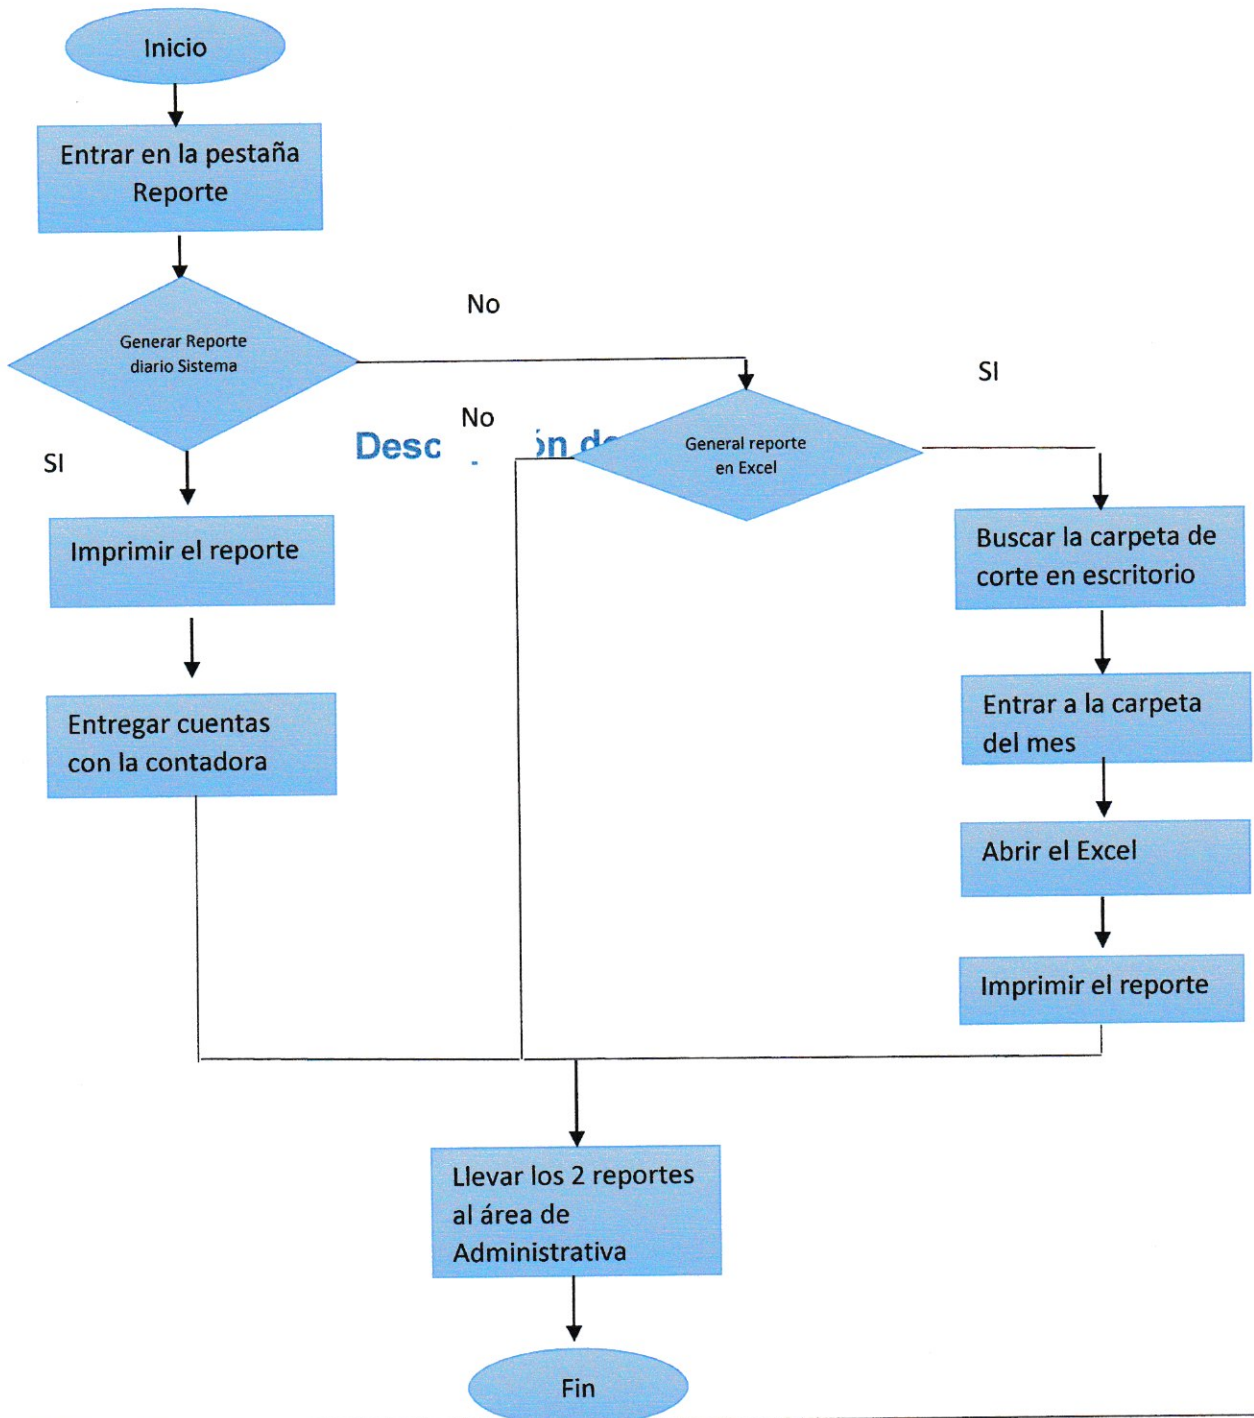 Inicio
Entrar en la pestaña
Reporte
No
Generar Reporte
diario Sistema
SI
No
SI
General reporte
en Excel
Imprimir el reporte
Buscar la carpeta de
corte en escritorio
Entregar cuentas
con la contadora
Entrar a la carpeta
del mes
Abrir el Excel
Imprimir el reporte
Llevar los 2 reportes
al área de
Administrativa
Fin